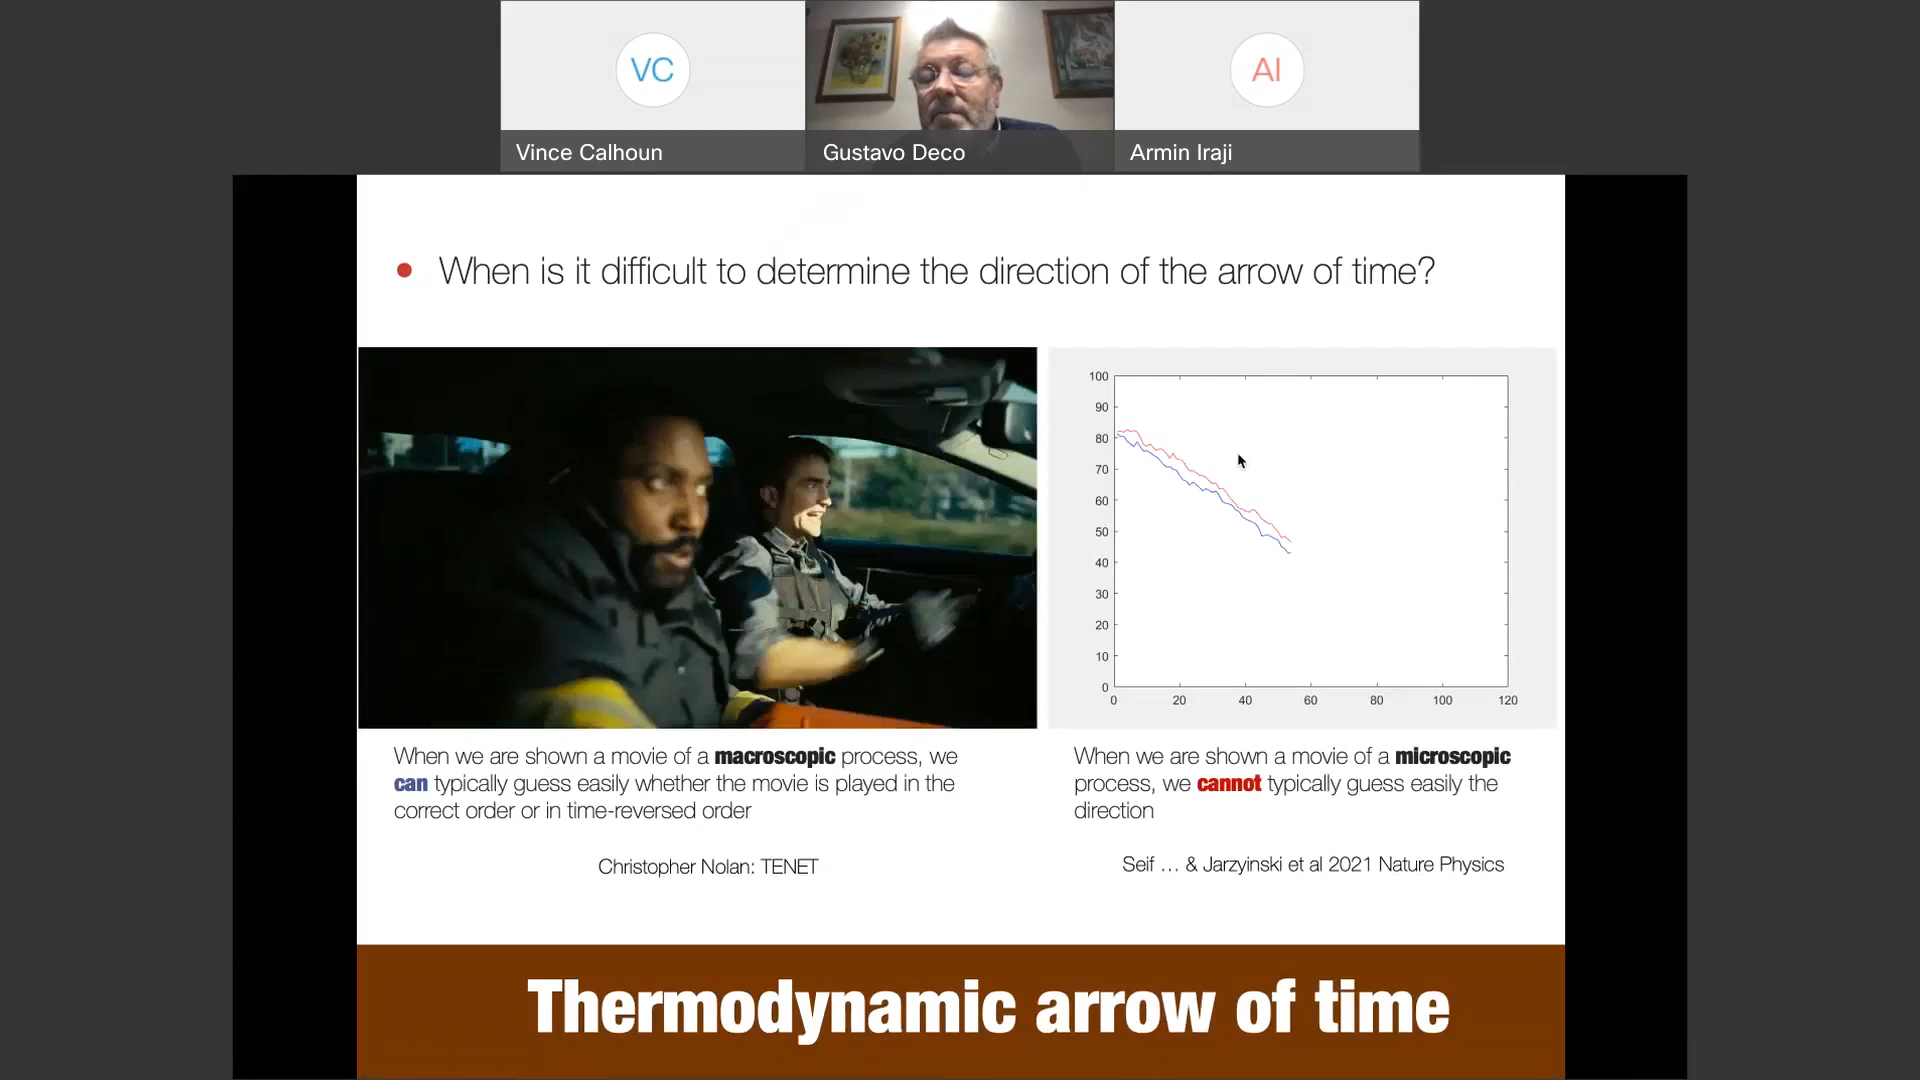 VC
AI
Vince Calhoun
Gustavo Deco
Armin Iraji
When is it difficult to determine the direction of the arrow of time?
100
90
80
70
60
50
40
30
20
10
0
0 20 40 60 80 100 120
When we are shown a movie of a macroscopic process, we
can typically guess easily whether the movie is played in the
correct order or in time-reversed order
Christopher Nolan: TENET
When we are shown a movie of a microscopic
process, we cannot typically guess easily the
direction
Seif ... & Jarzyinski et al 2021 Nature Physics
Thermodynamic arrow of time